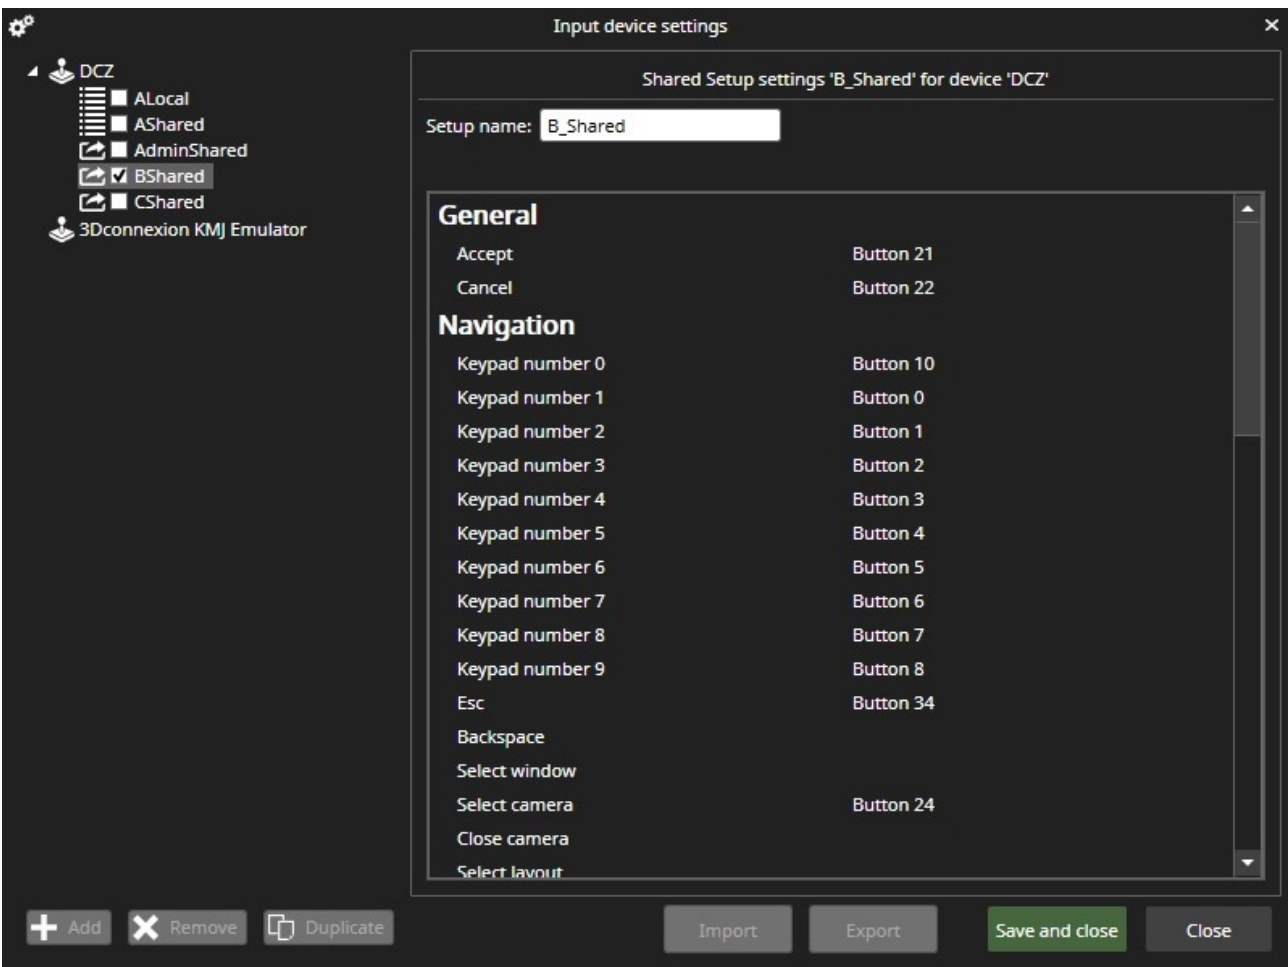 Input device settings
DCZ
ALocal
AShared
AdminShared
BShared
CShared
3Dconnexion KMJ Emulator
Shared Setup settings 'B_Shared' for device 'DCZ'
Setup name: B_Shared
General
Accept Button 21
Cancel Button 22
Navigation
Keypad number 0 Button 10
Keypad number 1 Button 0
Keypad number 2 Button 1
Keypad number 3 Button 2
Keypad number 4 Button 3
Keypad number 5 Button 4
Keypad number 6 Button 5
Keypad number 7 Button 6
Keypad number 8 Button 7
Keypad number 9 Button 8
Esc Button 34
Backspace
Select window
Select camera Button 24
Close camera
Select layout
Add Remove Duplicate Import Export Save and close Close